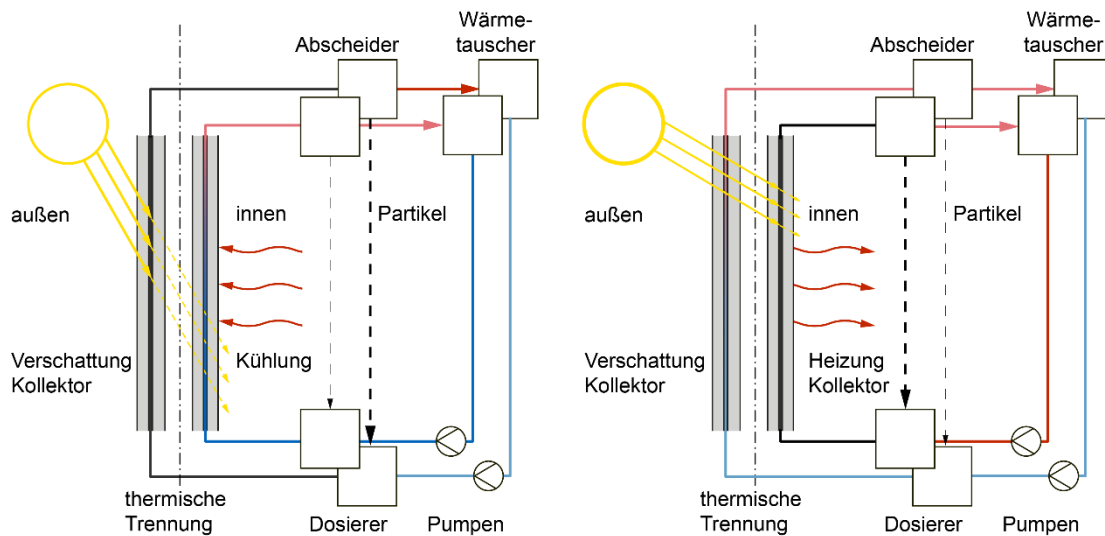 Wärme-
tauscher
Abscheider
außen
innen
Partikel
Verschattung
Kollektor
Kühlung
thermische
Trennung
Dosierer
Pumpen
Wärme-
tauscher
Abscheider
außen
innen
Partikel
Verschattung
Kollektor
Heizung
Kollektor
thermische
Trennung
Dosierer
Pumpen